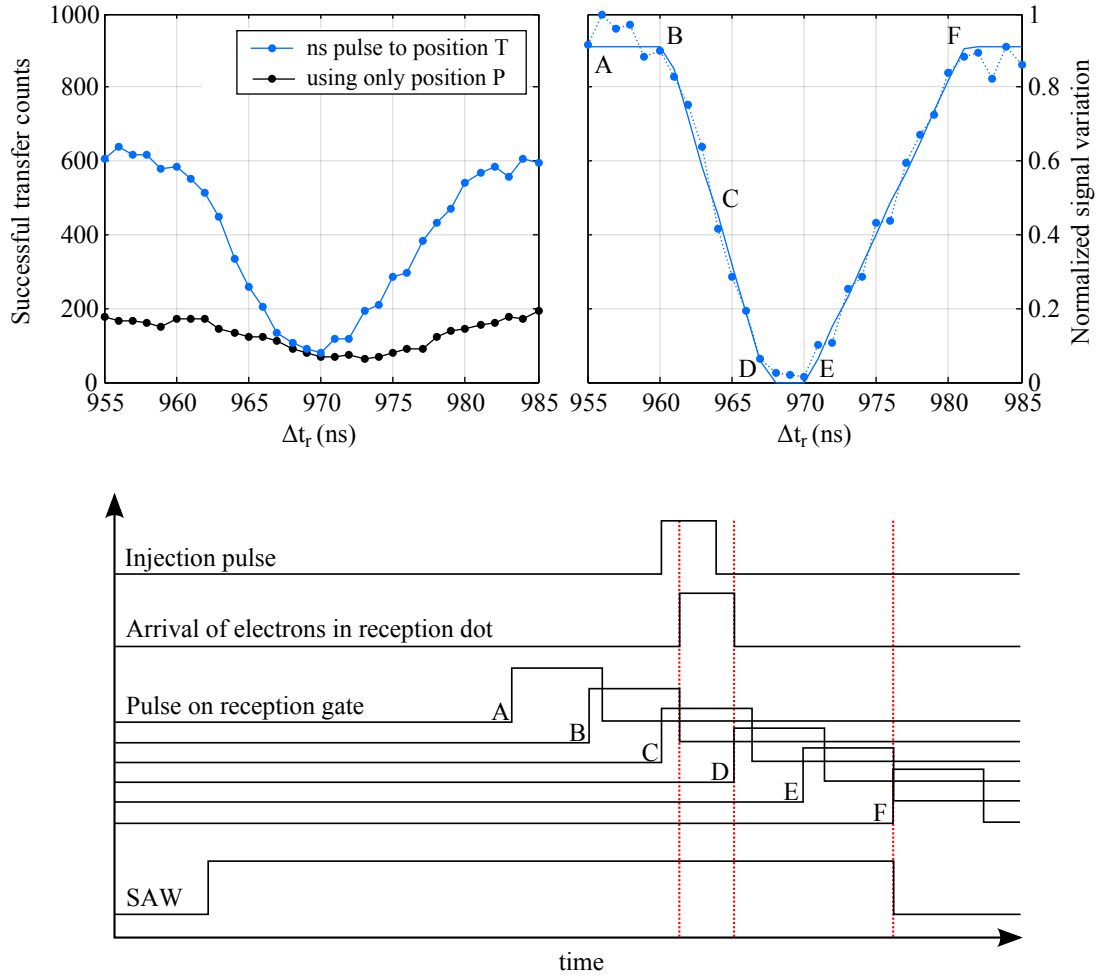 1000
800
600
400
200
0
Successful transfer counts
ns pulse to position T
using only position P
955 960 965 970 975 980 985
Δtr (ns)
A
B
C
D
E
F
1
0.8
0.6
0.4
0.2
0
Normalized signal variation
955 960 965 970 975 980 985
Δtr (ns)
Injection pulse
Arrival of electrons in reception dot
Pulse on reception gate
A
B
C
D
E
F
SAW
time